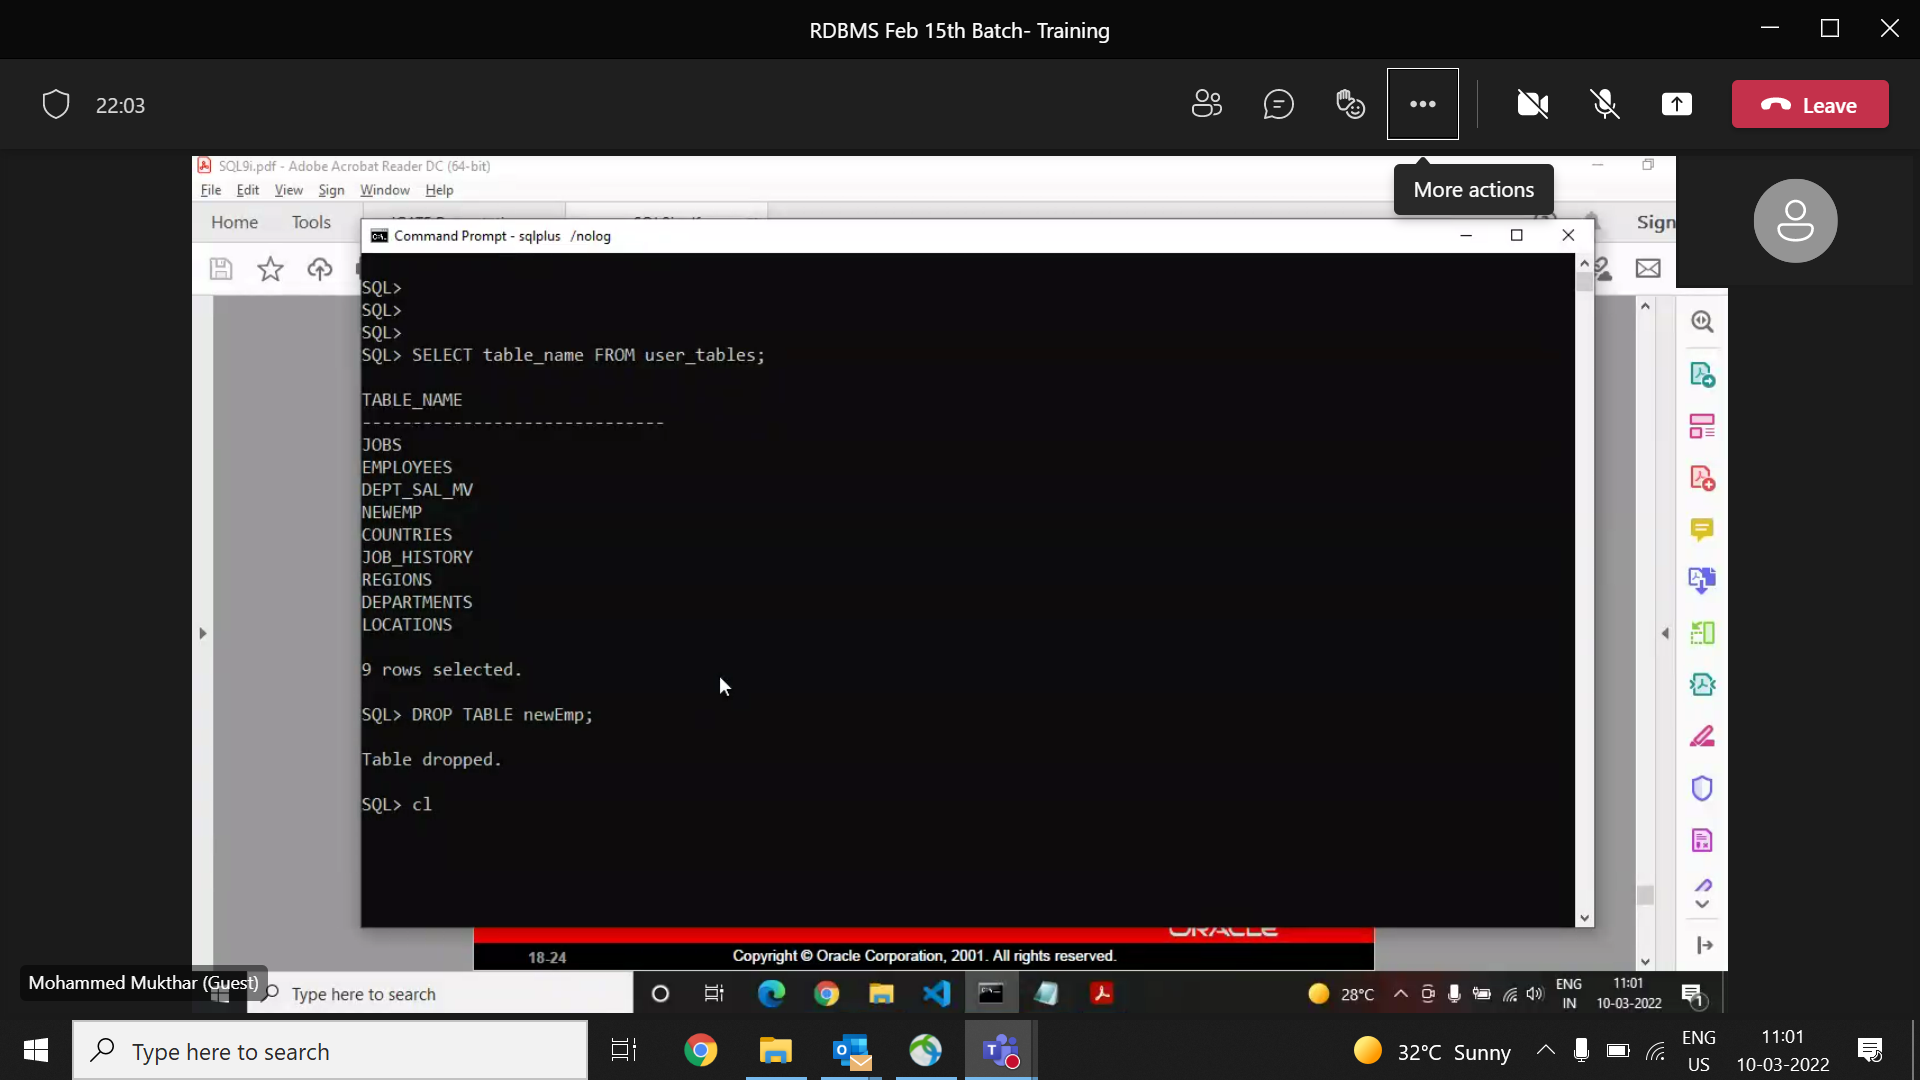 RDBMS Feb 15th Batch- Training
22:03
Leave
More actions
SQL9i.pdf - Adobe Acrobat Reader DC (64-bit)
File Edit View Sign Window Help
Home Tools
Sign
Command Prompt - sqlplus /nolog
SQL>
SQL>
SQL>
SQL> SELECT table_name FROM user_tables;
TABLE_NAME
------------------------------
JOBS
EMPLOYEES
DEPT_SAL_MV
NEWEMP
COUNTRIES
JOB_HISTORY
REGIONS
DEPARTMENTS
LOCATIONS
9 rows selected.
SQL> DROP TABLE newEmp;
Table dropped.
SQL> cl
ORACLE
18-24
Copyright © Oracle Corporation, 2001. All rights reserved.
Mohammed Mukthar (Guest)
Type here to search
28°C
ENG
IN
11:01
10-03-2022
1
Type here to search
32°C Sunny
ENG
US
11:01
10-03-2022